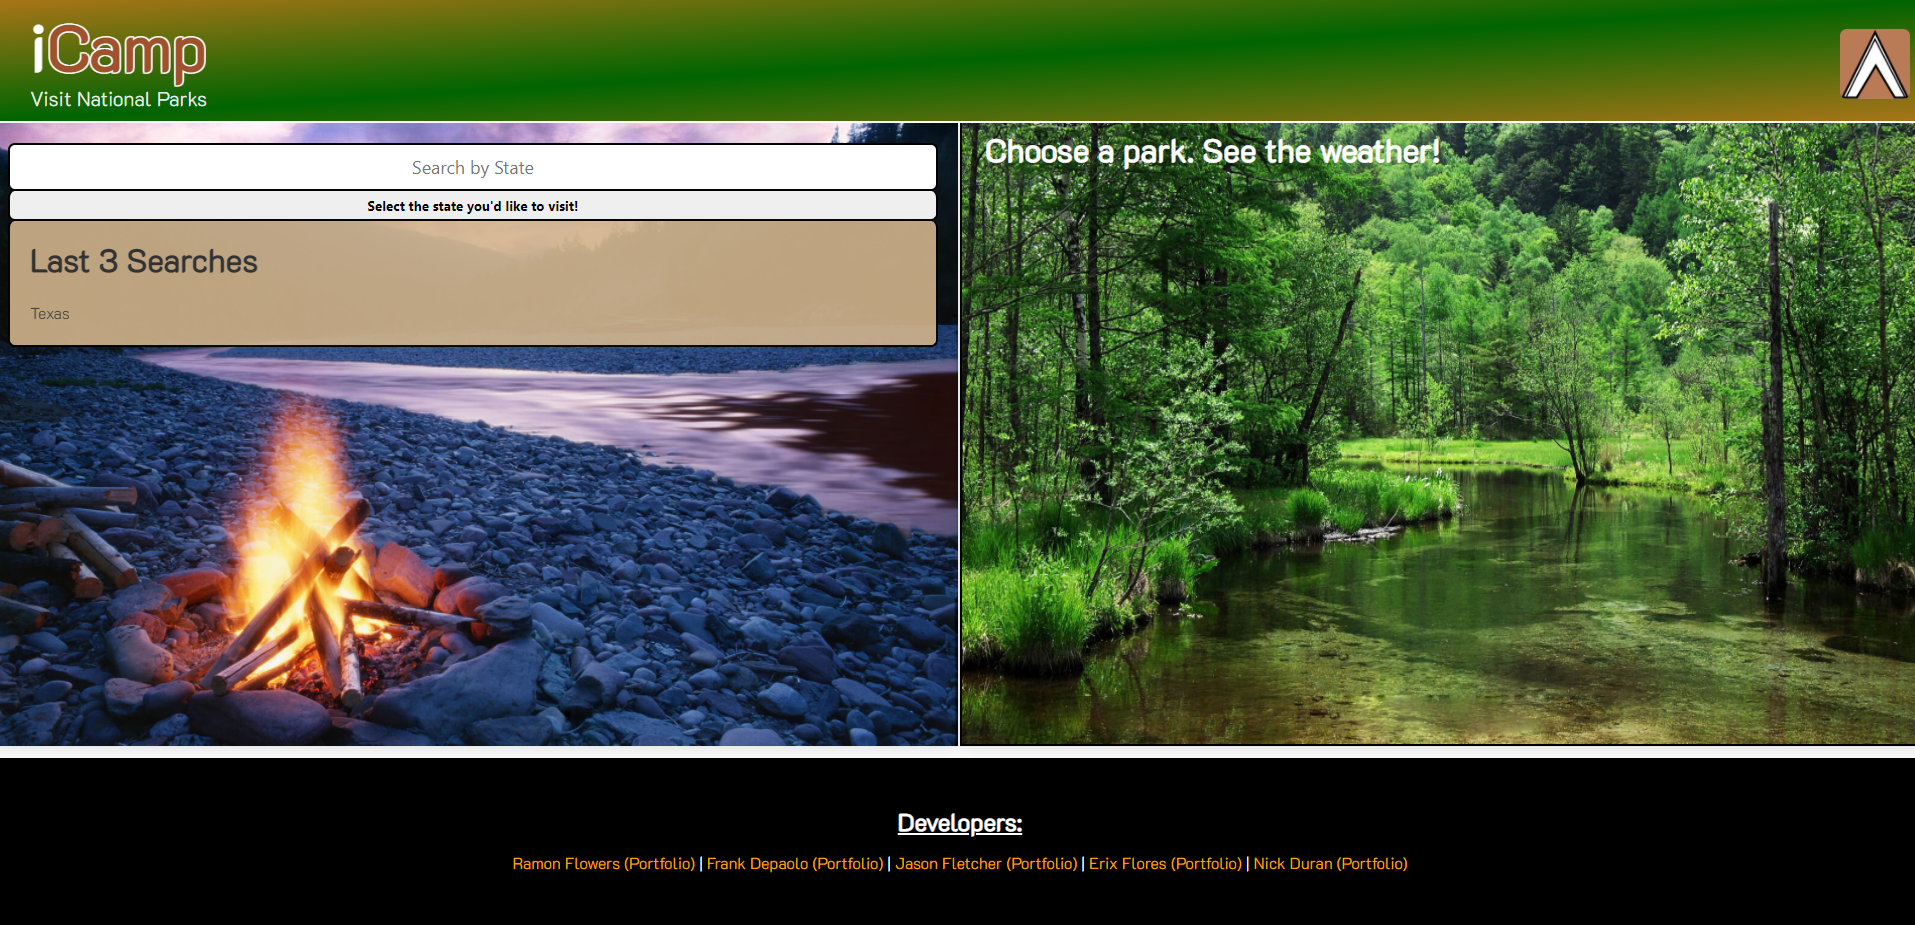 iCamp
Visit National Parks
Search by State
Select the state you'd like to visit!
Last 3 Searches
Texas
Choose a park. See the weather!
Developers:
Ramon Flowers (Portfolio) | Frank Depaolo (Portfolio) | Jason Fletcher (Portfolio) | Erix Flores (Portfolio) | Nick Duran (Portfolio)